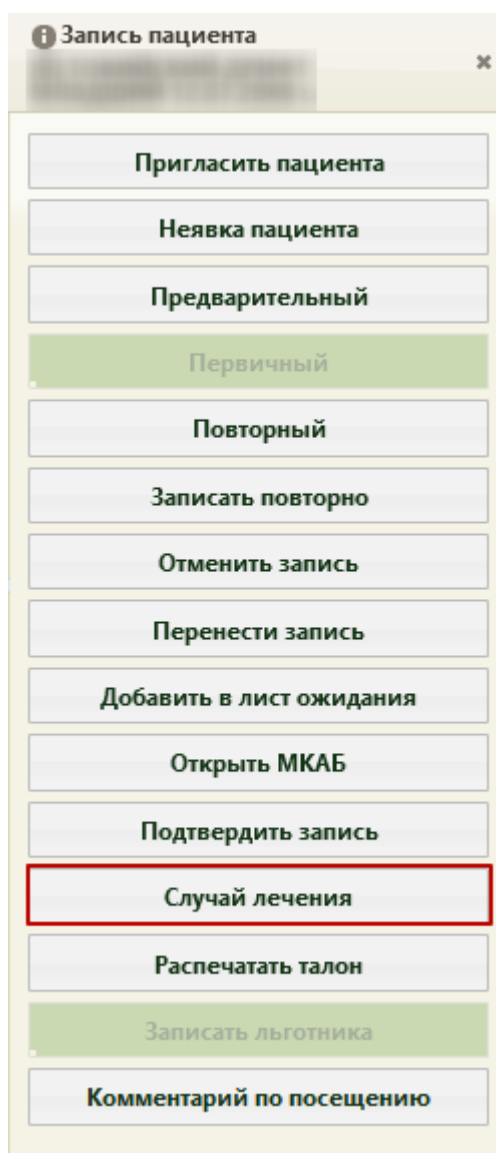 Запись пациента
Пригласить пациента
Неявка пациента
Предварительный
Первичный
Повторный
Записать повторно
Отменить запись
Перенести запись
Добавить в лист ожидания
Открыть МКАБ
Подтвердить запись
Случай лечения
Распечатать талон
Записать льготника
Комментарий по посещению